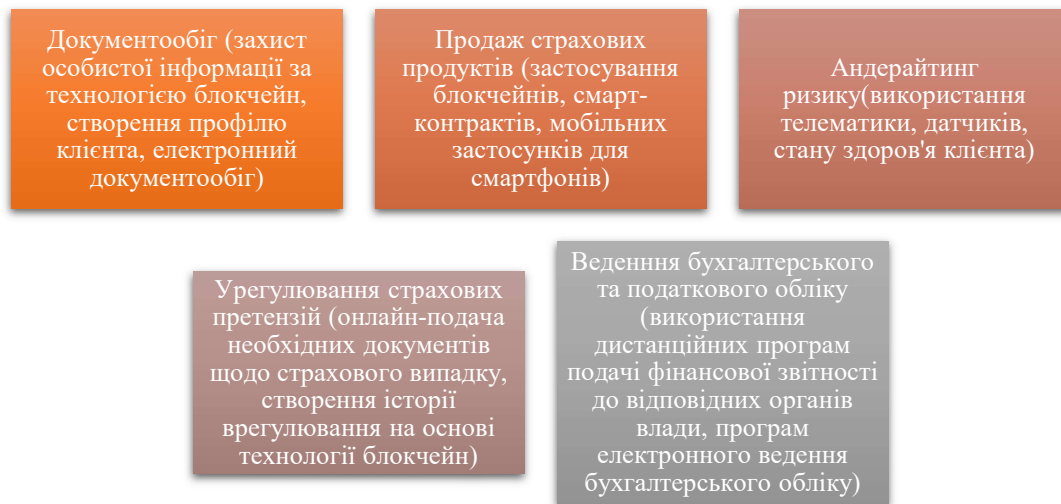 Документообіг (захист
особистої інформації за
технологією блокчейн,
створення профілю
клієнта, електронний
документообіг)
Продаж страхових
продуктів (застосування
блокчейнів, смарт-
контрактів, мобільних
застосунків для
смартфонів)
Андерайтинг
ризику(використання
телематики, датчиків,
стану здоров'я клієнта)
Урегулювання страхових
претензій (онлайн-подача
необхідних документів
щодо страхового випадку,
створення історії
врегулювання на основі
технології блокчейн)
Веденння бухгалтерського
та податкового обліку
(використання
дистанційних програм
подачі фінансової звітності
до відповідних органів
влади, програм
електронного ведення
бухгалтерського обліку)